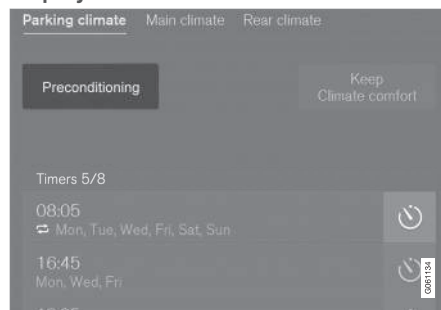 Parking climate Main climate Rear climate
Preconditioning
Keep
Climate comfort
Timers 5/8
08:05
Mon, Tue, Wed, Fri, Sat, Sun
16:45
Mon, Wed, Fri
G061134